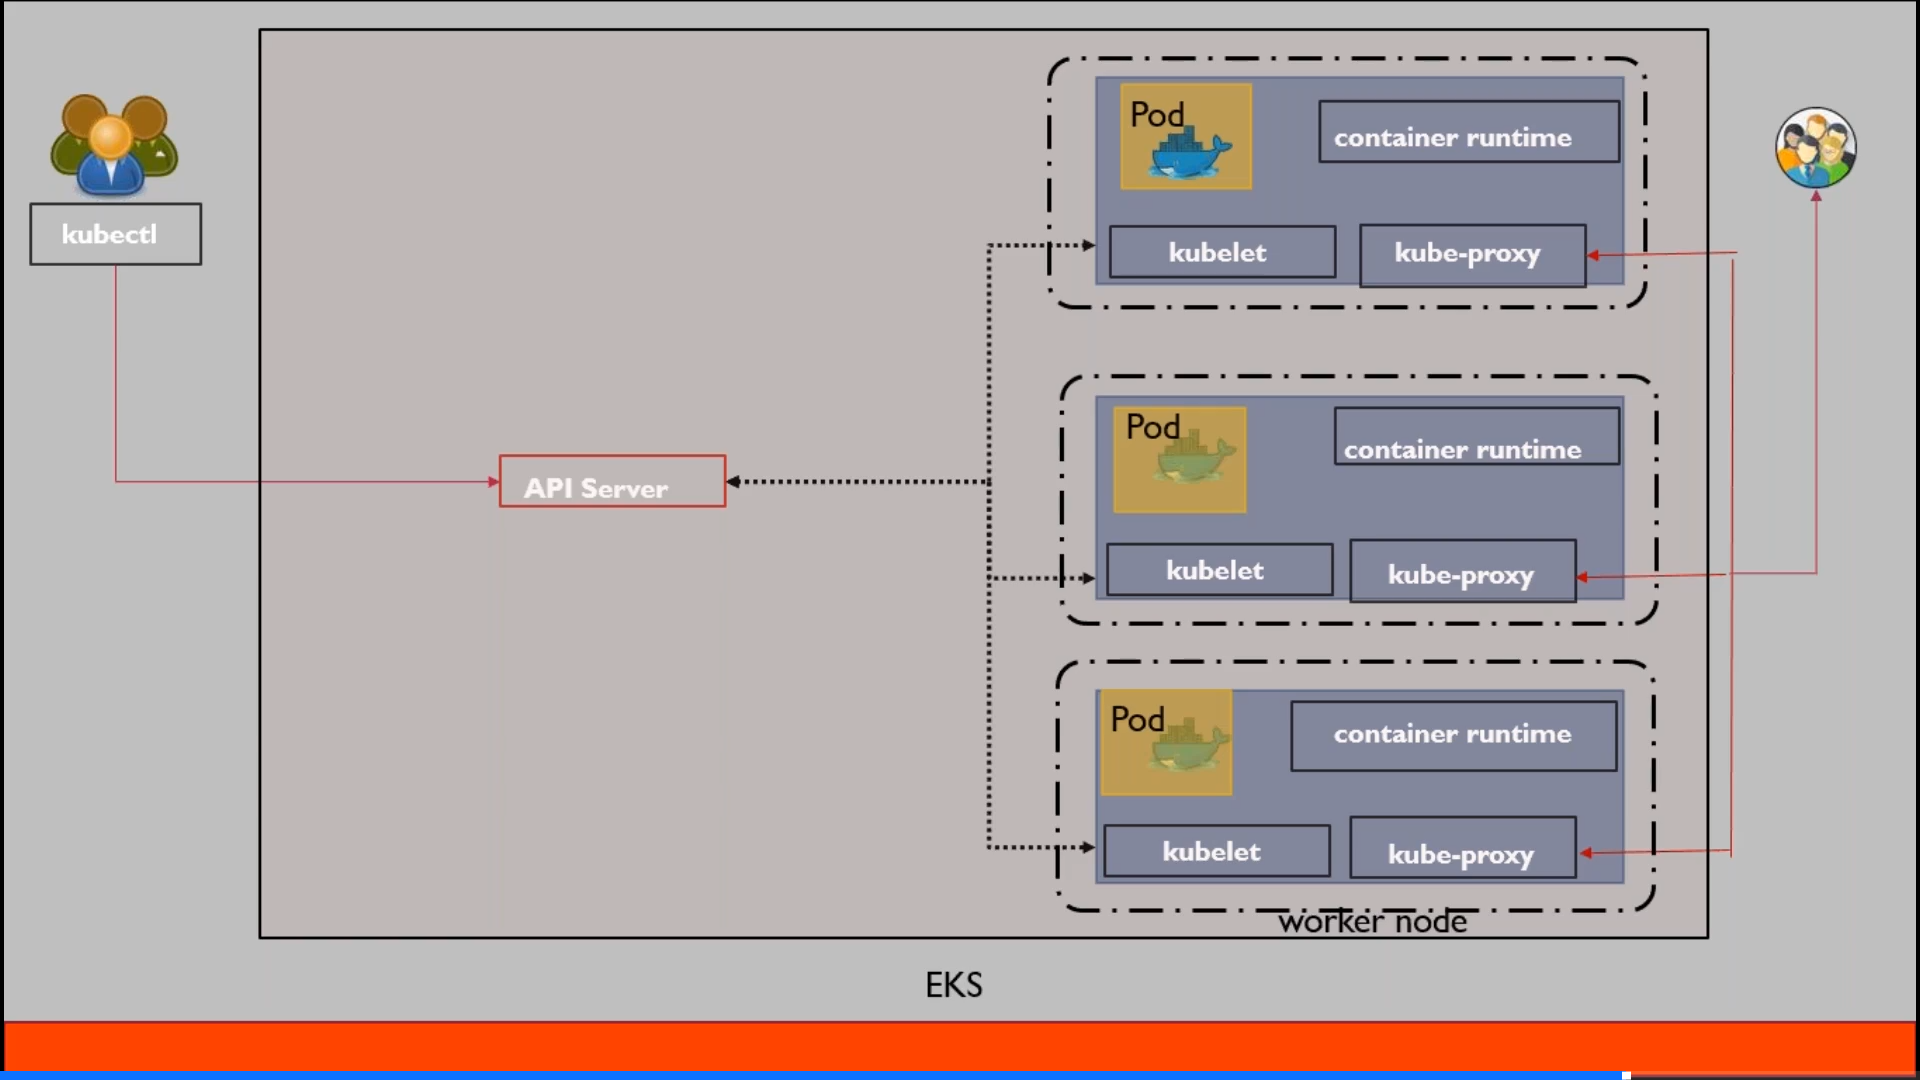 kubectl
API Server
Pod
container runtime
kubelet
kube-proxy
Pod
container runtime
kubelet
kube-proxy
Pod
container runtime
kubelet
kube-proxy
worker node
EKS